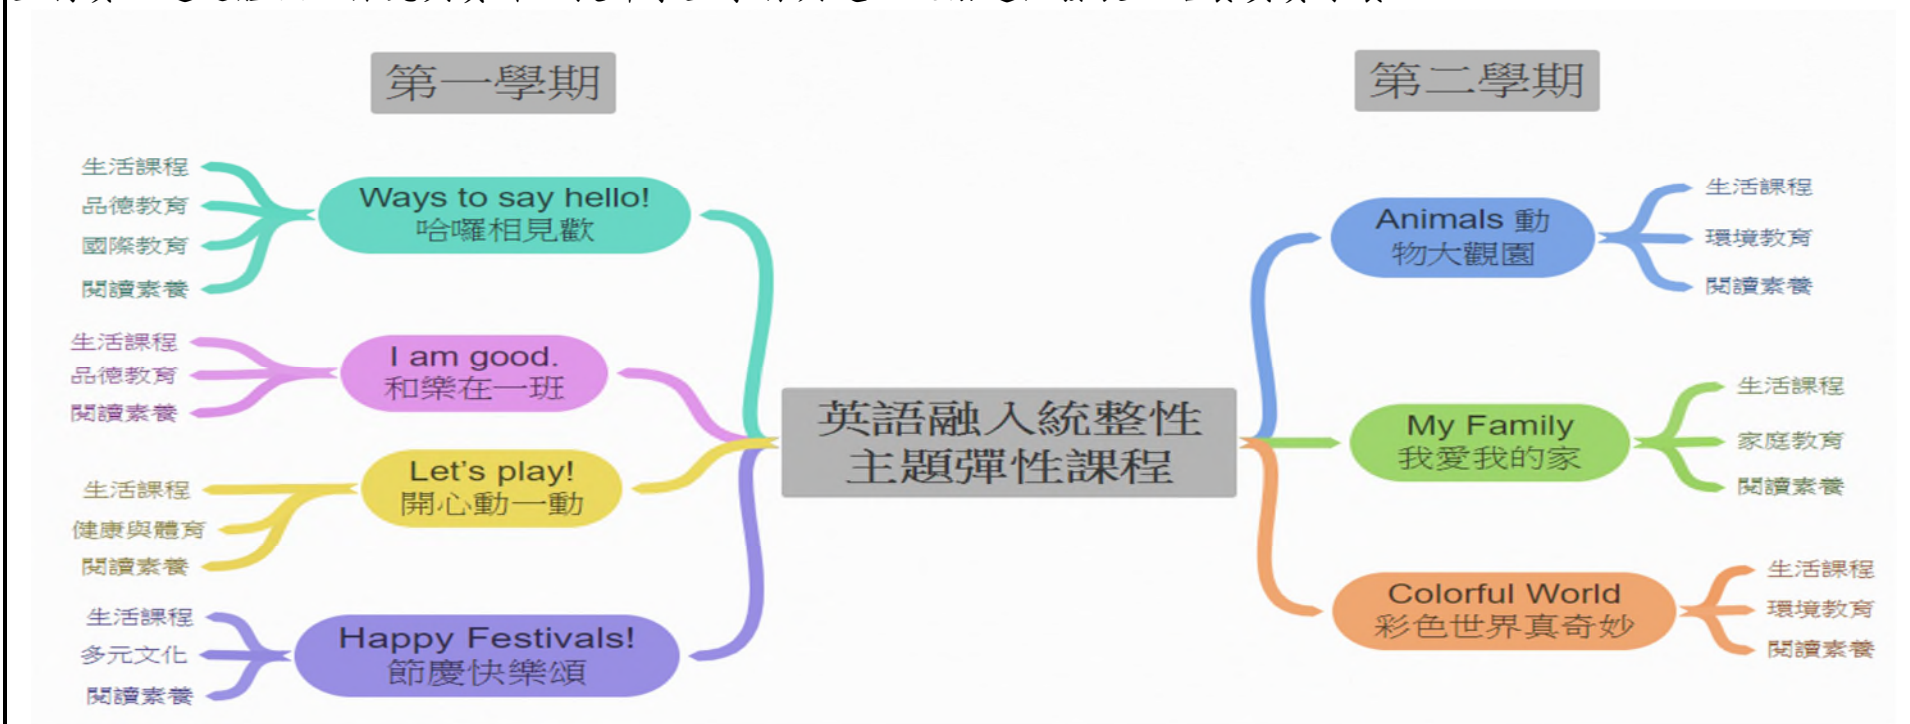 第一學期
生活課程
品德教育
國際教育
閱讀素養
Ways to say hello!
哈囉相見歡
生活課程
品德教育
閱讀素養
I am good.
和樂在一班
生活課程
健康與體育
閱讀素養
Let's play!
開心動一動
生活課程
多元文化
閱讀素養
Happy Festivals!
節慶快樂頌
英語融入統整性
主題彈性課程
第二學期
Animals 動
物大觀園
生活課程
環境教育
閱讀素養
My Family
我愛我的家
生活課程
家庭教育
閱讀素養
Colorful World
彩色世界真奇妙
生活課程
環境教育
閱讀素養